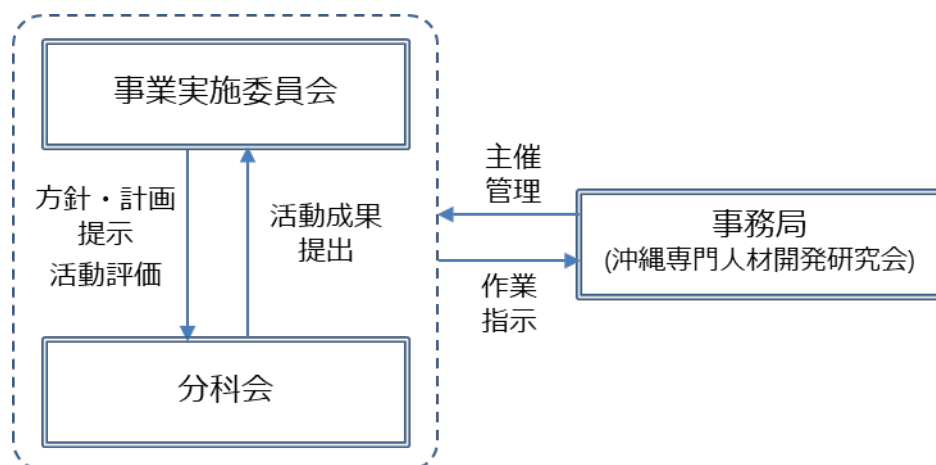 事業実施委員会
方針・計画
提示
活動評価
活動成果
提出
分科会
主催
管理
作業
指示
事務局
(沖縄専門人材開発研究会)